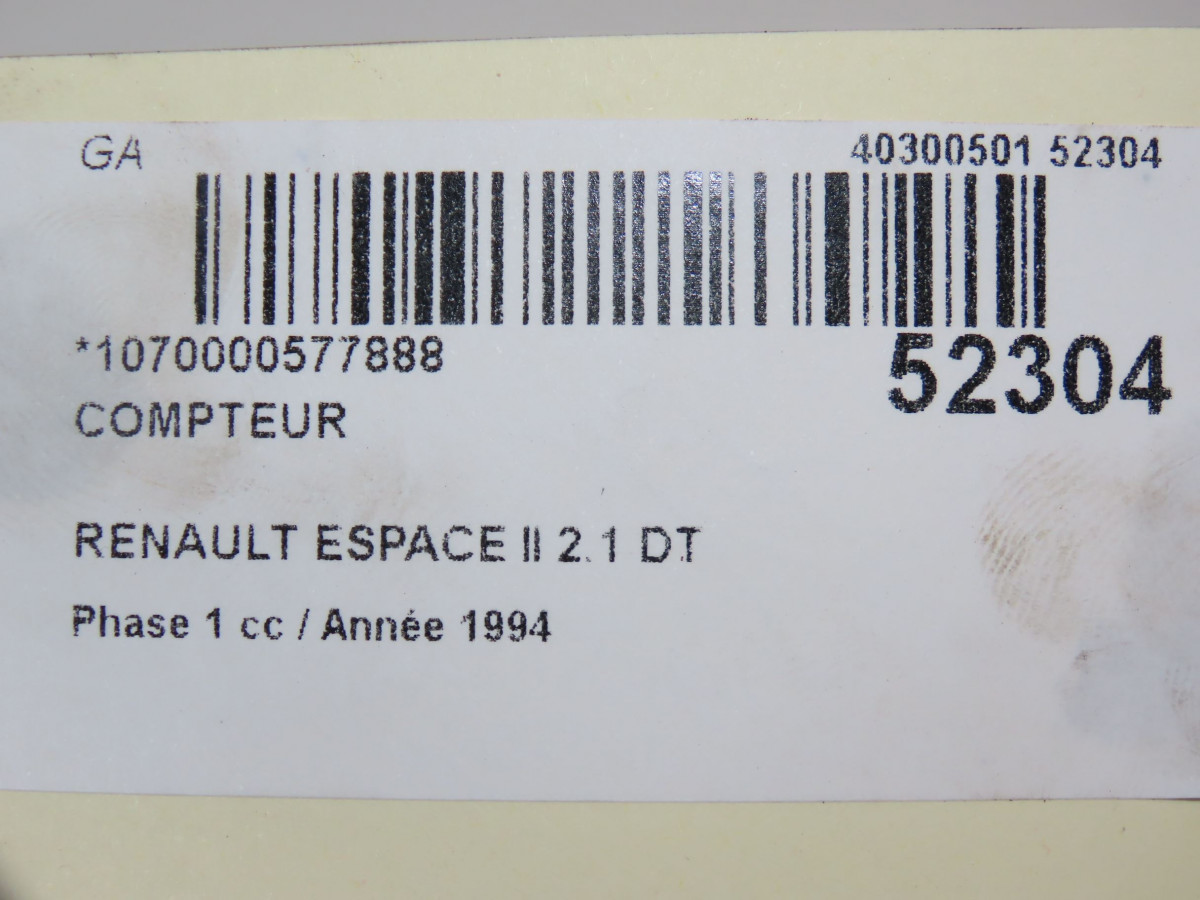 GA
40300501 52304
*1070000577888
52304
COMPTEUR
RENAULT ESPACE II 2.1 DT
Phase 1 cc / Année 1994